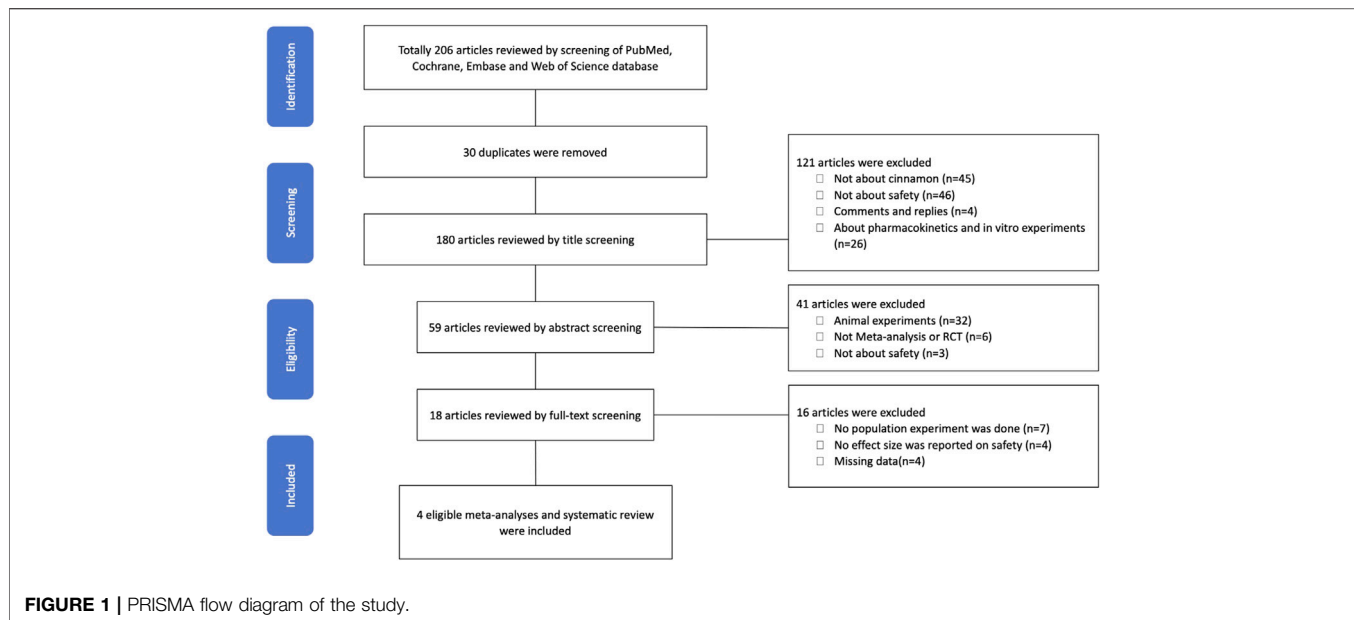 Identification
Totally 206 articles reviewed by screening of PubMed,
Cochrane, Embase and Web of Science database
30 duplicates were removed
Screening
180 articles reviewed by title screening
121 articles were excluded
Not about cinnamon (n=45)
Not about safety (n=46)
Comments and replies (n=4)
About pharmacokinetics and in vitro experiments
(n=26)
Eligibility
59 articles reviewed by abstract screening
41 articles were excluded
Animal experiments (n=32)
Not Meta-analysis or RCT (n=6)
Not about safety (n=3)
18 articles reviewed by full-text screening
16 articles were excluded
No population experiment was done (n=7)
No effect size was reported on safety (n=4)
Missing data(n=4)
Included
4 eligible meta-analyses and systematic review
were included
FIGURE 1 | PRISMA flow diagram of the study.